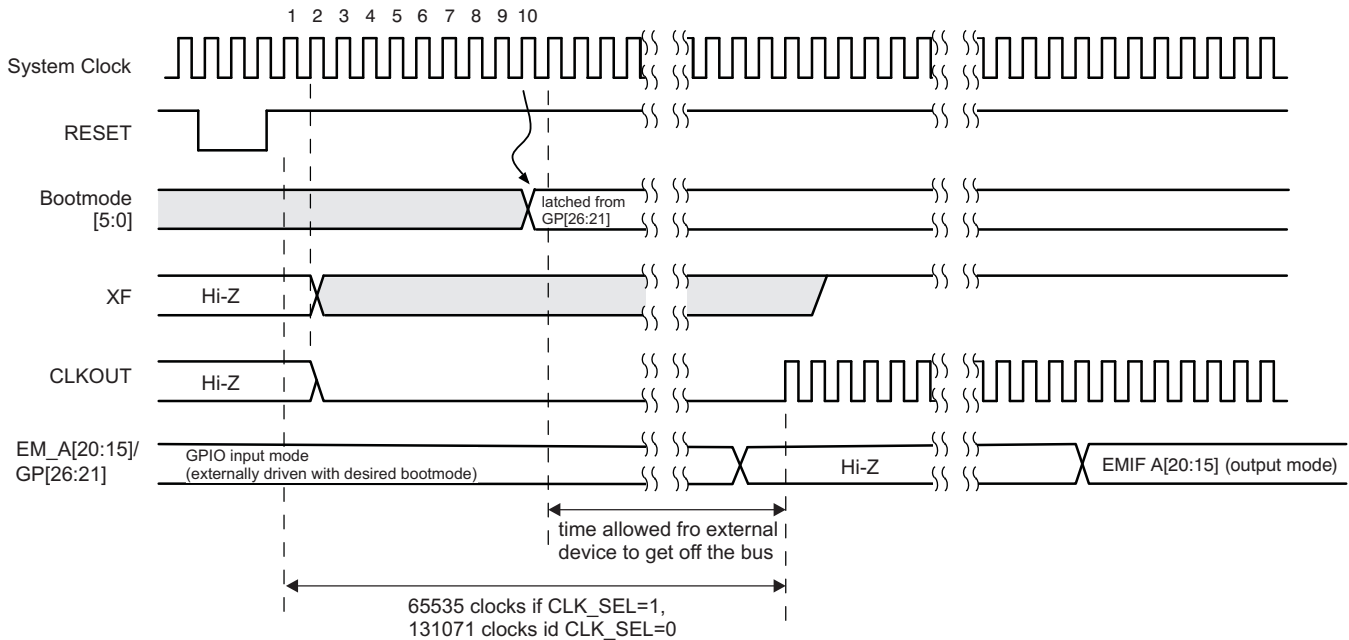 1 2 3 4 5 6 7 8 9 10
System Clock
RESET
Bootmode
[5:0]
latched from
GP[26:21]
XF
Hi-Z
CLKOUT
Hi-Z
EM_A[20:15]/
GP[26:21]
GPIO input mode
(externally driven with desired bootmode)
Hi-Z
EMIF A[20:15] (output mode)
time allowed fro external
device to get off the bus
65535 clocks if CLK_SEL=1,
131071 clocks id CLK_SEL=0